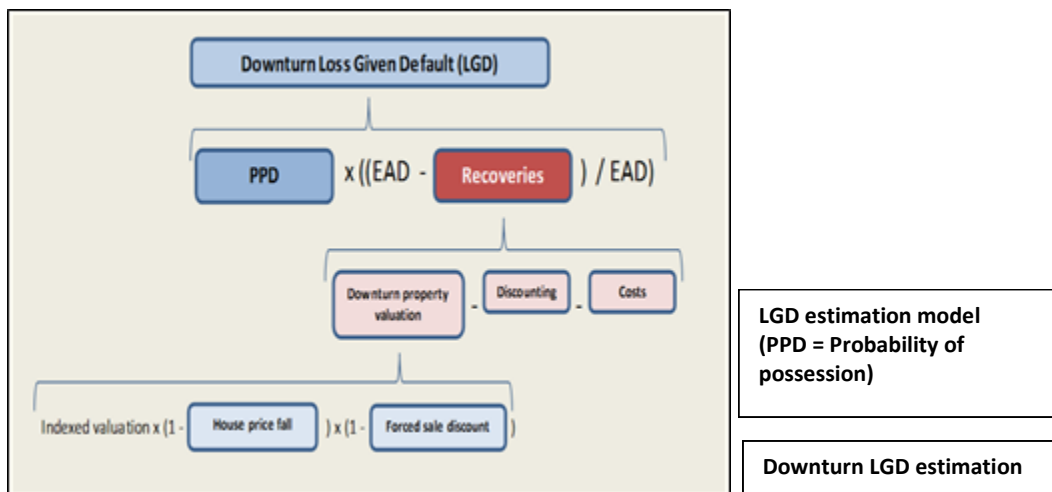 Downturn Loss Given Default (LGD)
PPD x ((EAD - Recoveries ) / EAD)
Downturn property
valuation
- Discounting - Costs
Indexed valuation x (1 - House price fall ) x (1 - Forced sale discount )
LGD estimation model
(PPD = Probability of
possession)
Downturn LGD estimation